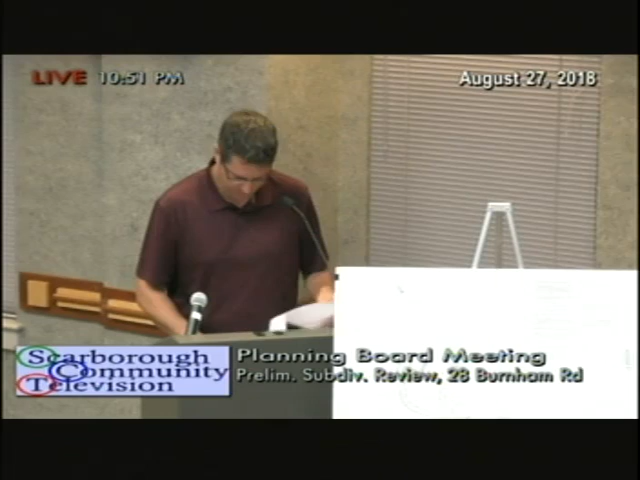 LIVE 10:51 PM
August 27, 2018
Scarborough
Community
Television
Planning Board Meeting
Prelim. Subdiv. Review, 28 Burnham Rd